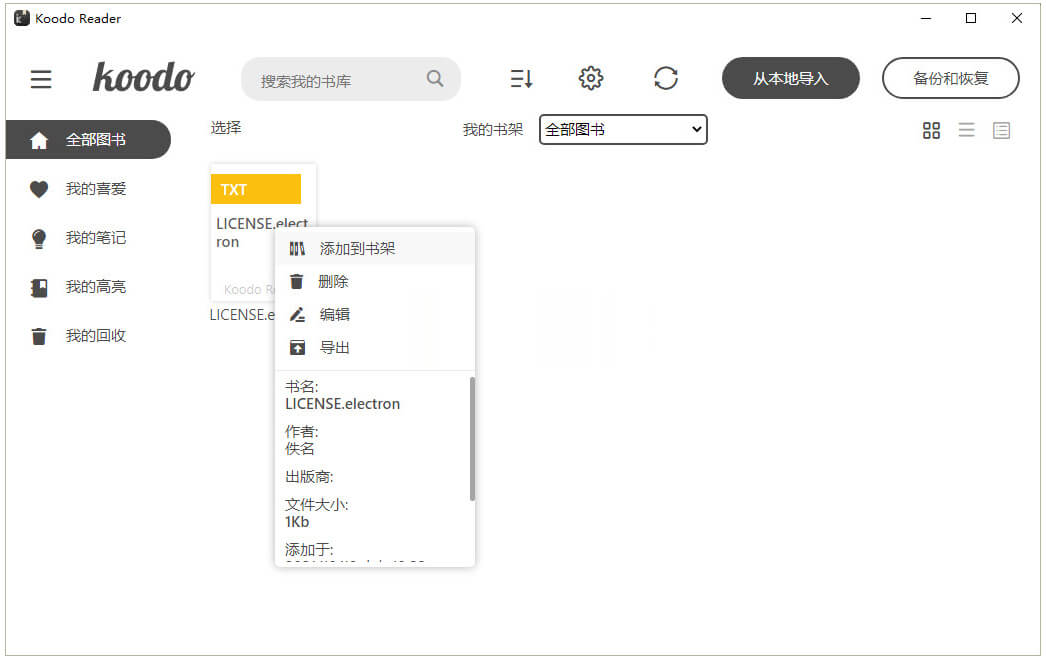 Koodo Reader
koodo
搜索我的书库
从本地导入
备份和恢复
全部图书
我的喜爱
我的笔记
我的高亮
我的回收
选择
我的书架
全部图书
TXT
LICENSE.elect
ron
Koodo Re
LICENSE.e
添加到书架
删除
编辑
导出
书名:
LICENSE.electron
作者:
佚名
出版商:
文件大小:
1Kb
添加于: